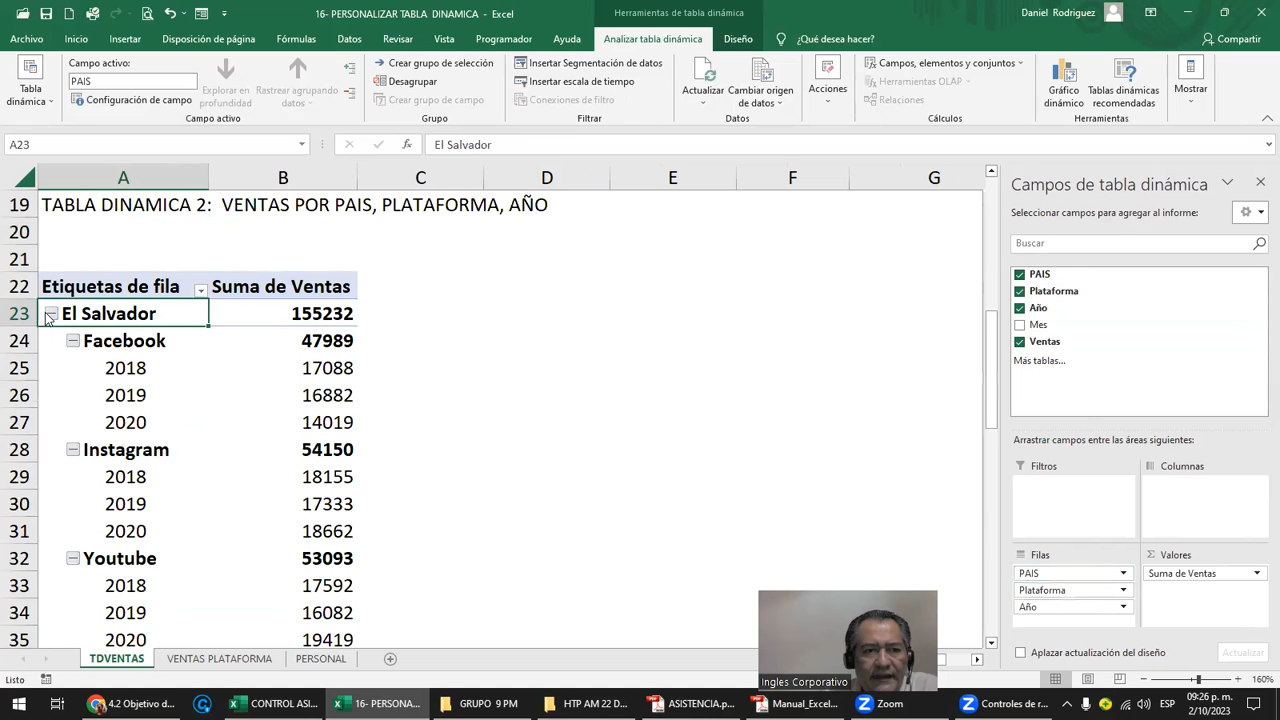 16- PERSONALIZAR TABLA DINAMICA - Excel
Herramientas de tabla dinámica
Daniel Rodriguez
Archivo Inicio Insertar Disposición de página Fórmulas Datos Revisar Vista Programador Ayuda Analizar tabla dinámica Diseño ¿Qué desea hacer? Compartir
Campo activo:
PAIS
Configuración de campo
Tabla dinámica
Explorar en profundidad
Rastrear agrupando datos
Campo activo
Crear grupo de selección
Desagrupar
Crear grupo de campo
Grupo
Insertar Segmentación de datos
Insertar escala de tiempo
Conexiones de filtro
Filtrar
Actualizar
Cambiar origen de datos
Datos
Acciones
Campos, elementos y conjuntos
Herramientas OLAP
Relaciones
Cálculos
Gráfico dinámico
Tablas dinámicas recomendadas
Herramientas
Mostrar
A23 fx El Salvador
A B C D E F G
19 TABLA DINAMICA 2: VENTAS POR PAIS, PLATAFORMA, AÑO
20
21
22 Etiquetas de fila Suma de Ventas
23 El Salvador 155232
24 Facebook 47989
25 2018 17088
26 2019 16882
27 2020 14019
28 Instagram 54150
29 2018 18155
30 2019 17333
31 2020 18662
32 Youtube 53093
33 2018 17592
34 2019 16082
35 2020 19419
Campos de tabla dinámica
Seleccionar campos para agregar al informe:
Buscar
PAIS
Plataforma
Año
Mes
Ventas
Más tablas...
Arrastrar campos entre las áreas siguientes:
Filtros Columnas
Filas Valores
PAIS Suma de Ventas
Plataforma
Año
Aplazar actualización del diseño Actualizar
Ingles Corporativo
TDVENTAS VENTAS PLATAFORMA PERSONAL
Listo 160%
4.2 Objetivo d... CONTROL ASI... 16- PERSONA... GRUPO 9 PM HTP AM 22 D... ASISTENCIA.p... Manual_Exce... Zoom Controles de r... ESP 09:26 p. m.
2/10/2023